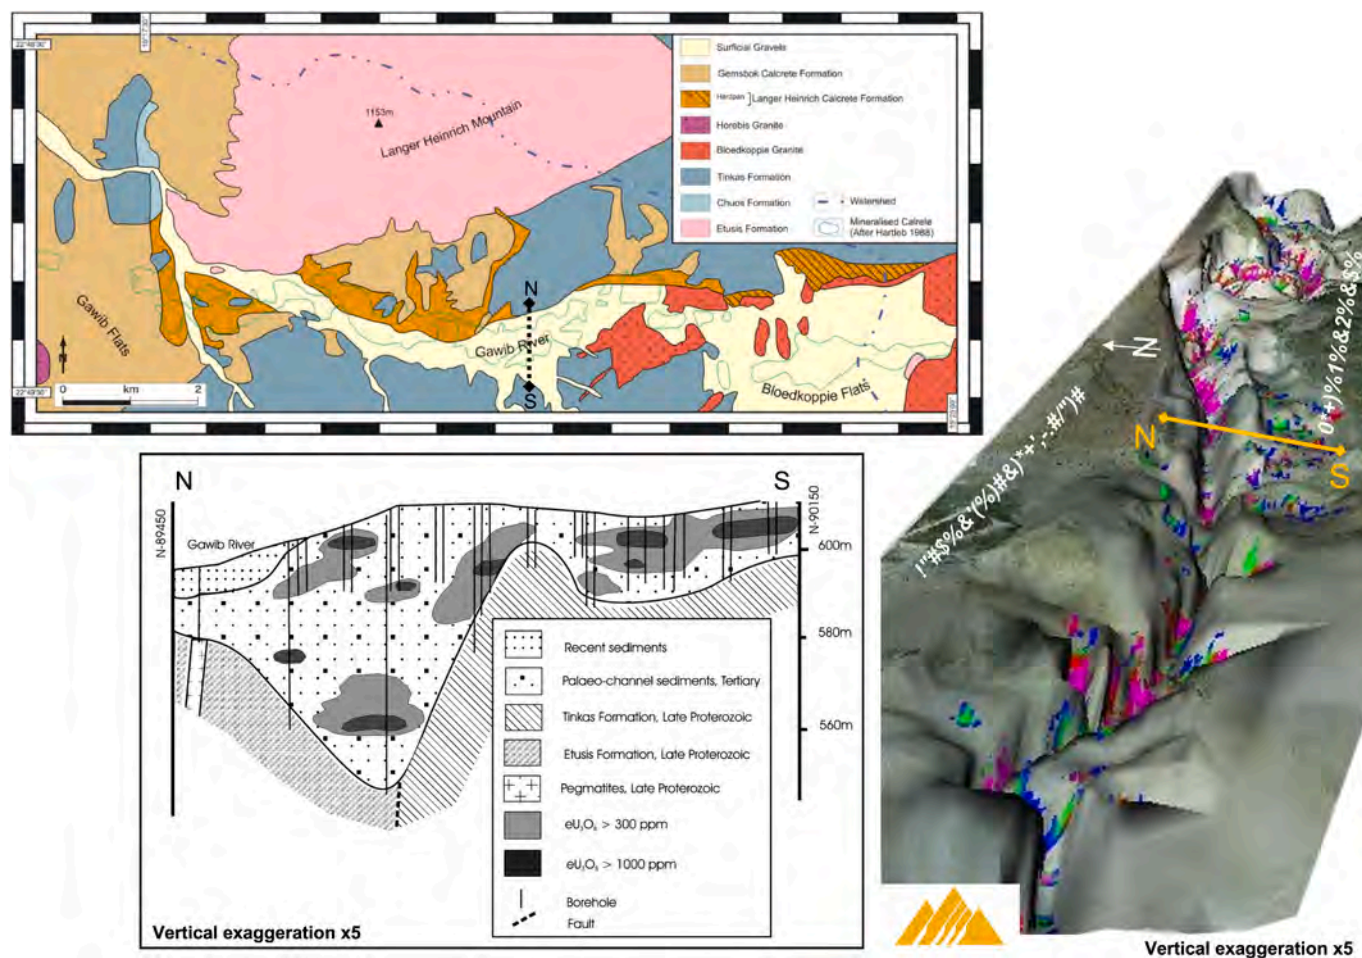 Surficial Gravels
Gemsbok Calcrete Formation
Hardpan ] Langer Heinrich Calcrete Formation
Horebis Granite
Bloedkoppie Granite
Tinkas Formation
Chuos Formation
Etusis Formation
Watershed
Mineralised Calrete
(After Hartleb 1988)
1153m
Langer Heinrich Mountain
Gawib Flats
Gawib River
Bloedkoppie Flats
N
S
N
0 km 2
N
S
N-89450
N-90150
Gawib River
600m
580m
560m
Recent sediments
Palaeo-channel sediments, Tertiary
Tinkas Formation, Late Proterozoic
Etusis Formation, Late Proterozoic
Pegmatites, Late Proterozoic
eU₃O₈ > 300 ppm
eU₃O₈ > 1000 ppm
Borehole
Fault
Vertical exaggeration x5
N
N
S
Vertical exaggeration x5